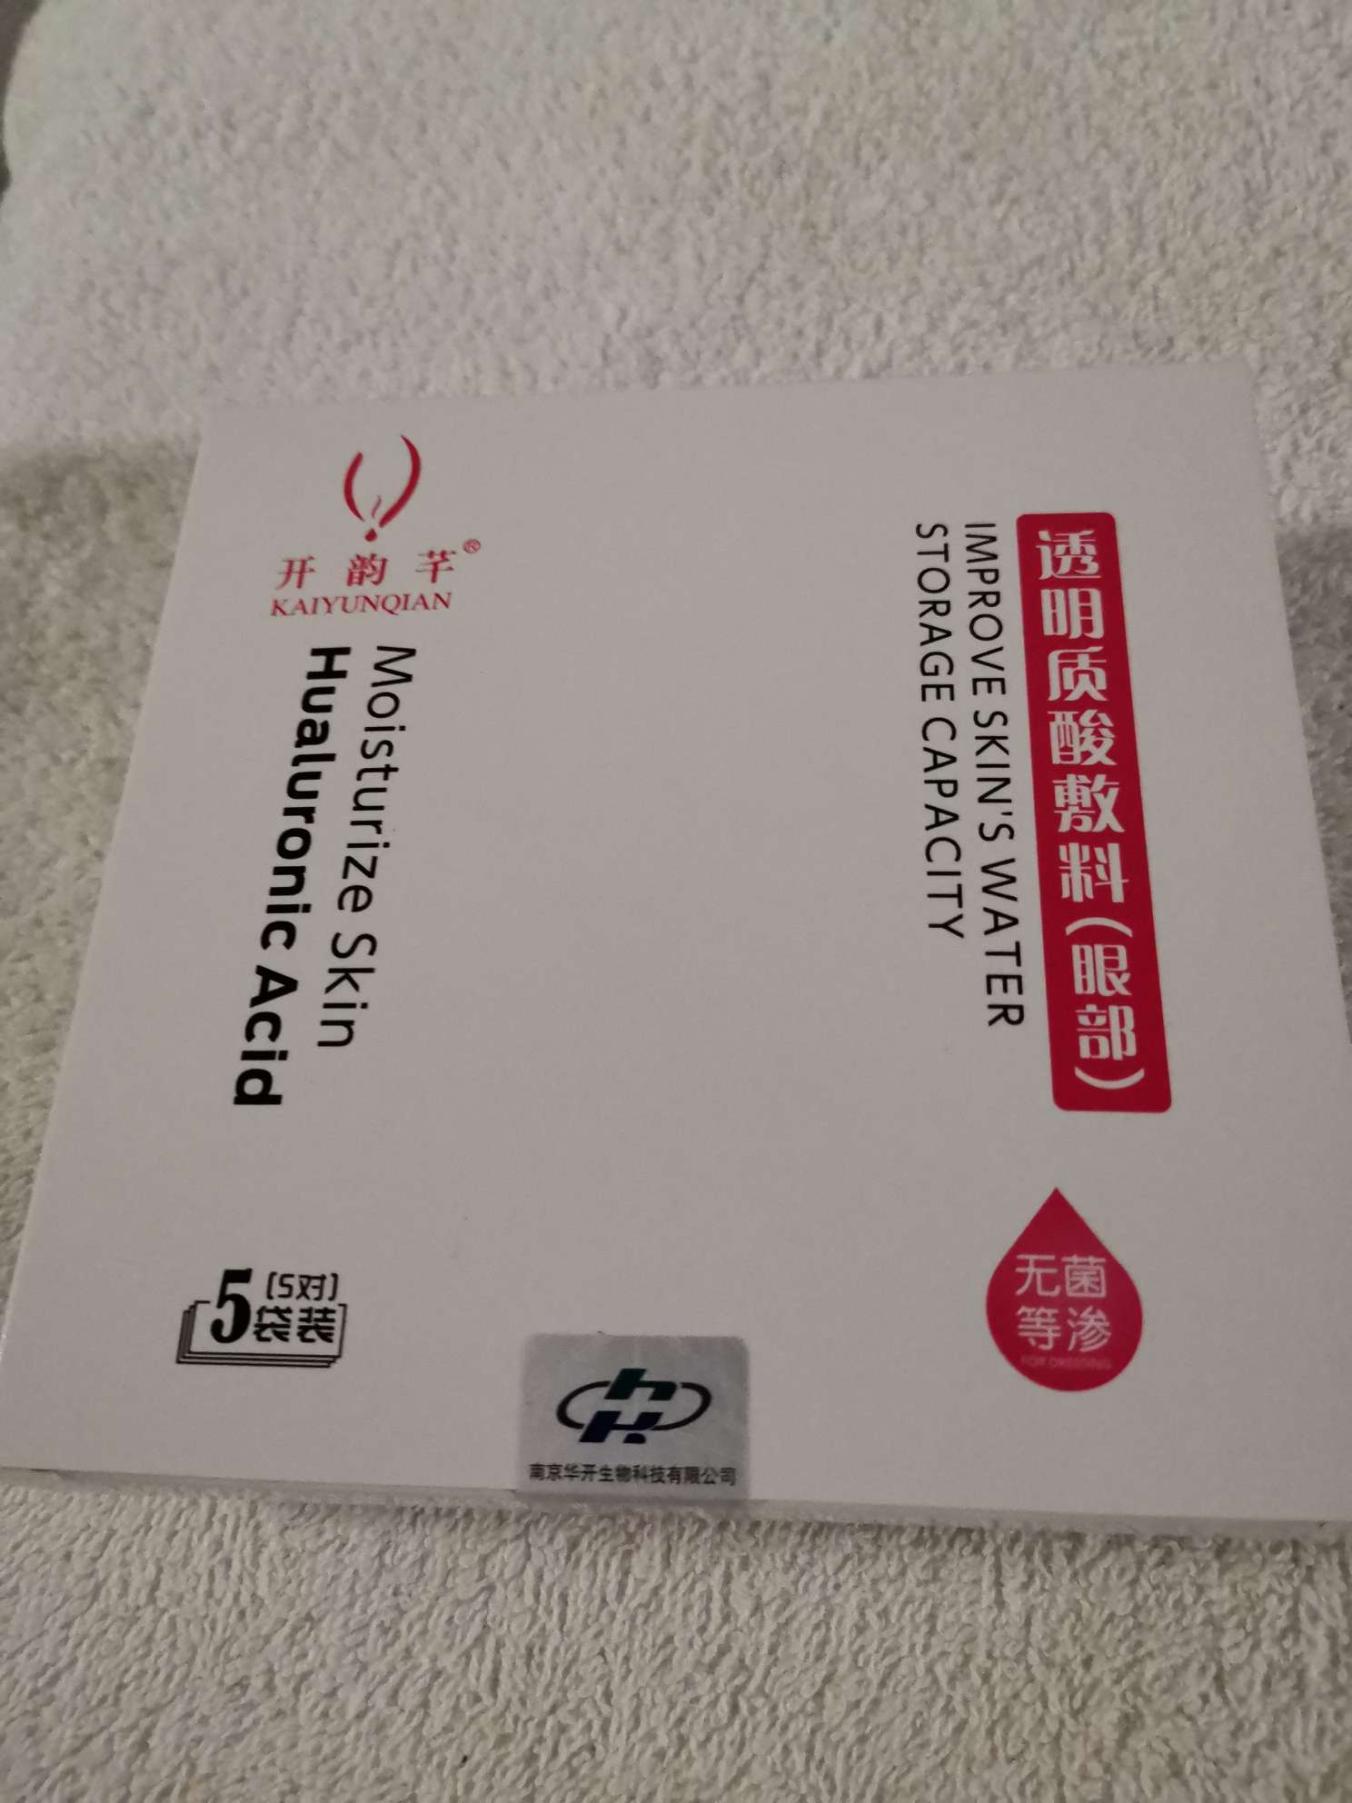 开韵芊®
KAIYUNQIAN
Moisturize Skin
Hualuronic Acid
透明质酸敷料(眼部)
IMPROVE SKIN'S WATER
STORAGE CAPACITY
无菌
等渗
FOR DRESSING
5袋装
[5对]
南京华开生物科技有限公司